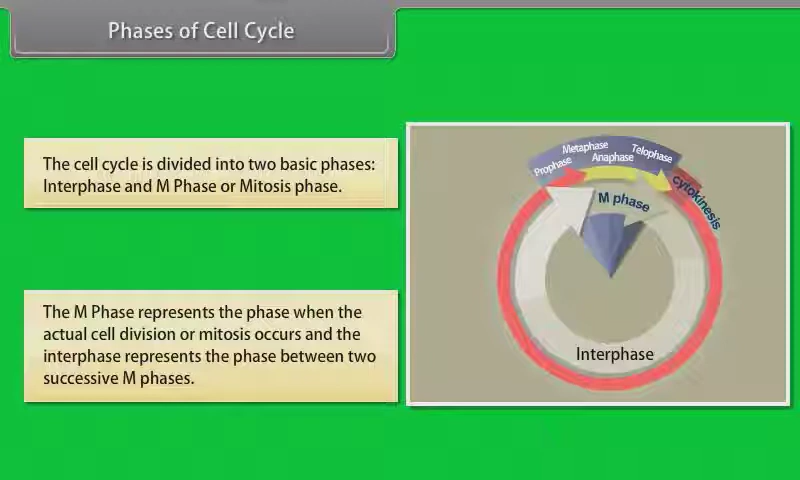 Phases of Cell Cycle
The cell cycle is divided into two basic phases:
Interphase and M Phase or Mitosis phase.
The M Phase represents the phase when the
actual cell division or mitosis occurs and the
interphase represents the phase between two
successive M phases.
Prophase
Metaphase
Anaphase
Telophase
cytokinesis
M phase
Interphase